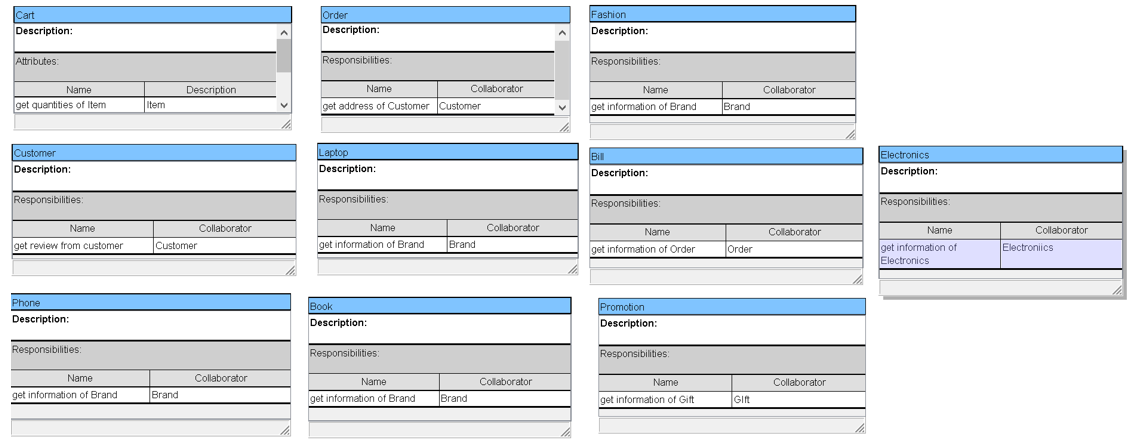 Cart
Description:
Attributes:
Name Description
get quantities of Item Item
Order
Description:
Responsibilities:
Name Collaborator
get address of Customer Customer
Fashion
Description:
Responsibilities:
Name Collaborator
get information of Brand Brand
Customer
Description:
Responsibilities:
Name Collaborator
get review from customer Customer
Laptop
Description:
Responsibilities:
Name Collaborator
get information of Brand Brand
Bill
Description:
Responsibilities:
Name Collaborator
get information of Order Order
Electronics
Description:
Responsibilities:
Name Collaborator
get information of Electroniics
Electronics
Phone
Description:
Responsibilities:
Name Collaborator
get information of Brand Brand
Book
Description:
Responsibilities:
Name Collaborator
get information of Brand Brand
Promotion
Description:
Responsibilities:
Name Collaborator
get information of Gift GIft